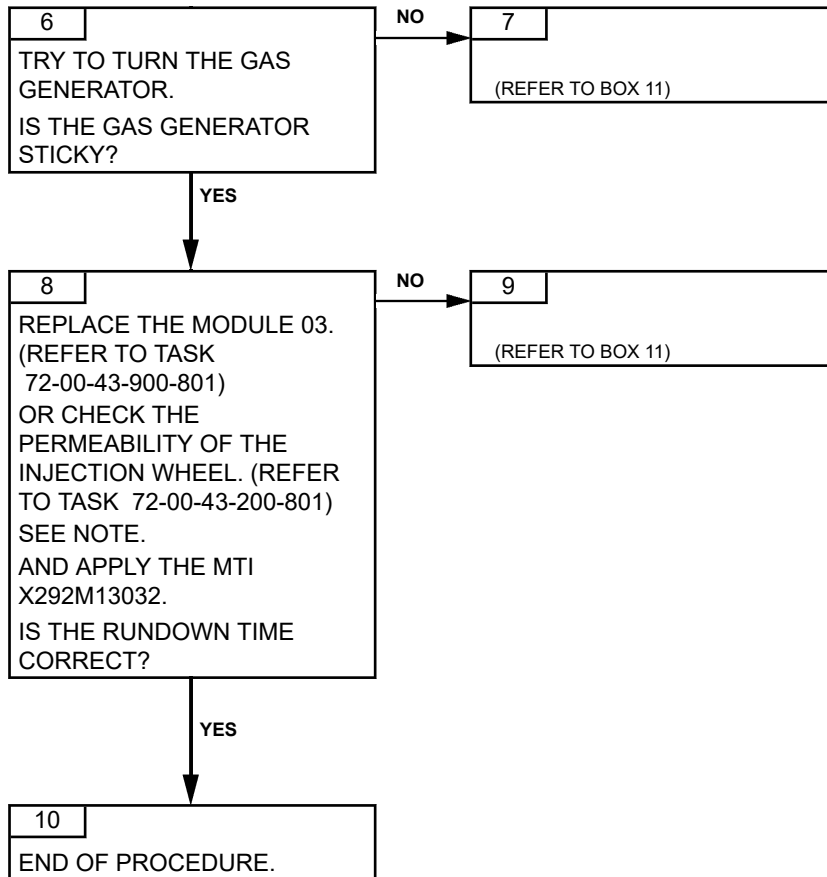 6
TRY TO TURN THE GAS
GENERATOR.
IS THE GAS GENERATOR
STICKY?
NO
7
(REFER TO BOX 11)
YES
8
REPLACE THE MODULE 03.
(REFER TO TASK
72-00-43-900-801)
OR CHECK THE
PERMEABILITY OF THE
INJECTION WHEEL. (REFER
TO TASK 72-00-43-200-801)
SEE NOTE.
AND APPLY THE MTI
X292M13032.
IS THE RUNDOWN TIME
CORRECT?
NO
9
(REFER TO BOX 11)
YES
10
END OF PROCEDURE.